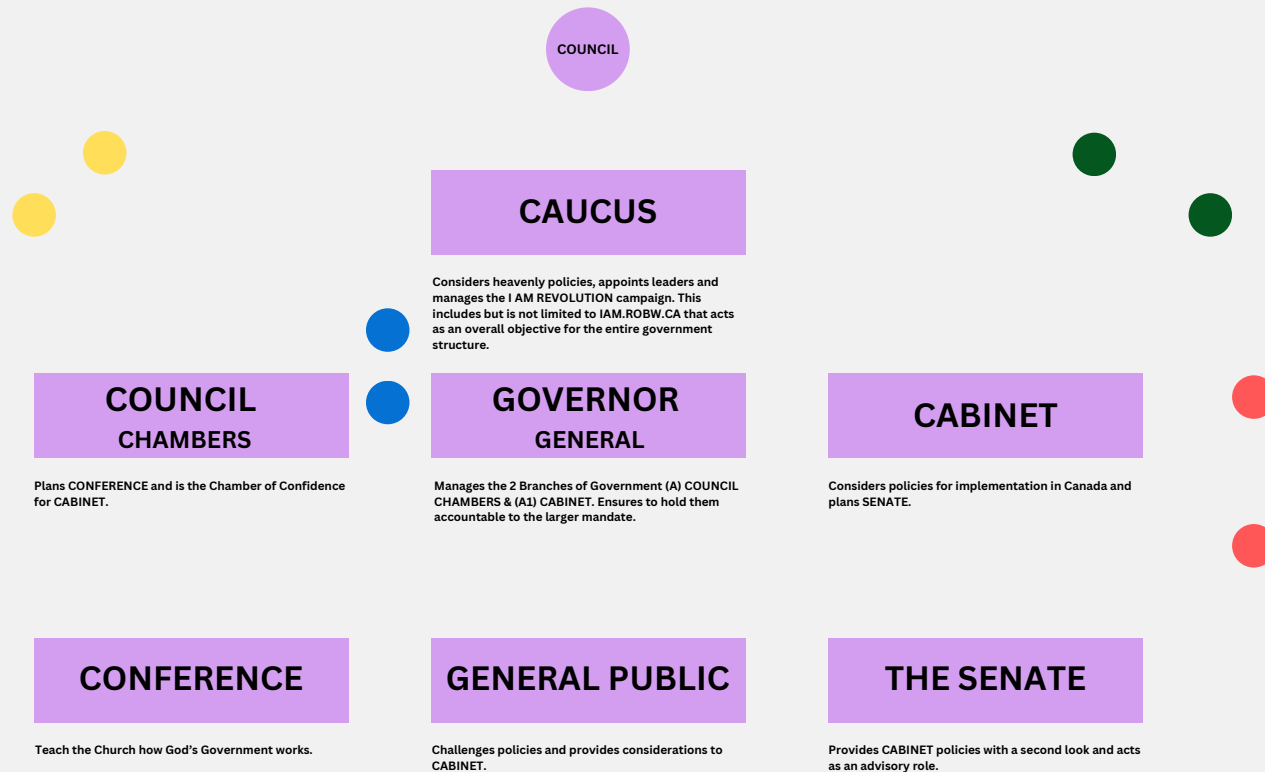 COUNCIL
CAUCUS
Considers heavenly policies, appoints leaders and
manages the I AM REVOLUTION campaign. This
includes but is not limited to IAM.ROBW.CA that acts
as an overall objective for the entire government
structure.
COUNCIL
CHAMBERS
Plans CONFERENCE and is the Chamber of Confidence
for CABINET.
GOVERNOR
GENERAL
Manages the 2 Branches of Government (A) COUNCIL
CHAMBERS & (A1) CABINET. Ensures to hold them
accountable to the larger mandate.
CABINET
Considers policies for implementation in Canada and
plans SENATE.
CONFERENCE
Teach the Church how God’s Government works.
GENERAL PUBLIC
Challenges policies and provides considerations to
CABINET.
THE SENATE
Provides CABINET policies with a second look and acts
as an advisory role.